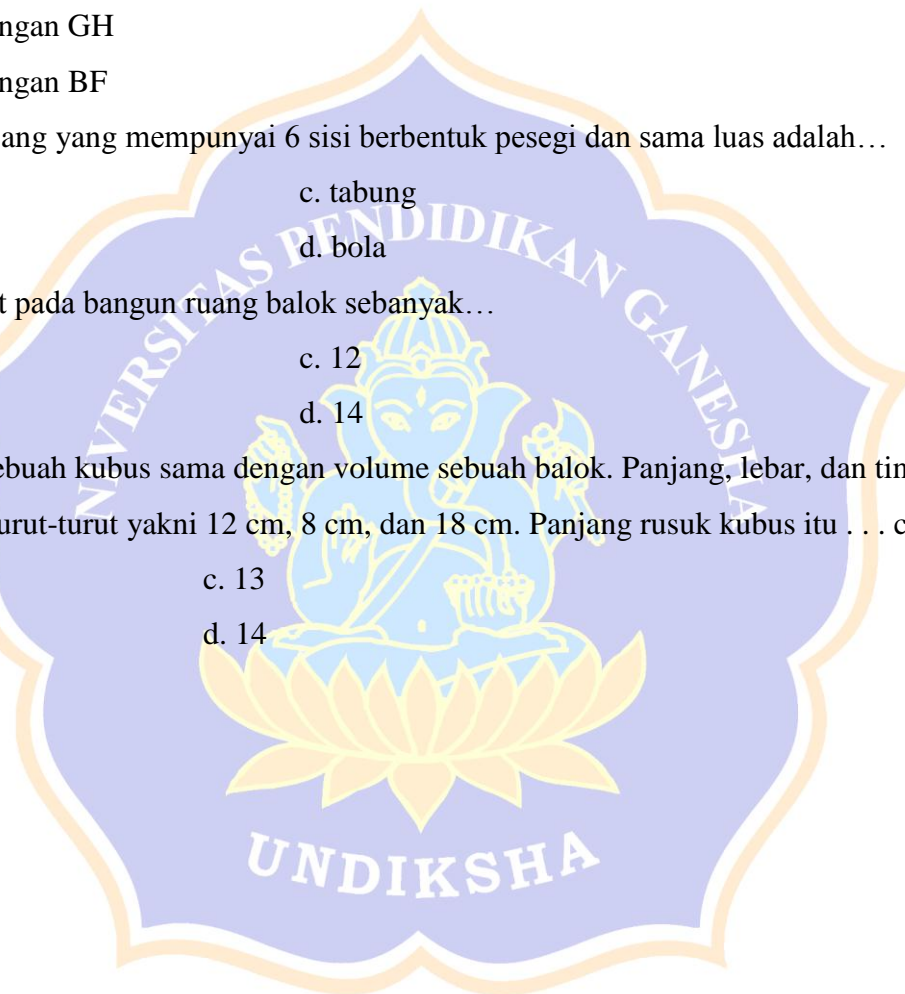 ngan GH
ngan BF
ang yang mempunyai 6 sisi berbentuk pesegi dan sama luas adalah…
c. tabung
d. bola
t pada bangun ruang balok sebanyak…
c. 12
d. 14
ebuah kubus sama dengan volume sebuah balok. Panjang, lebar, dan tin
urut-turut yakni 12 cm, 8 cm, dan 18 cm. Panjang rusuk kubus itu . . . c
c. 13
d. 14
NIVERSITAS PENDIDIKAN GANESHA
UNDIKSHA